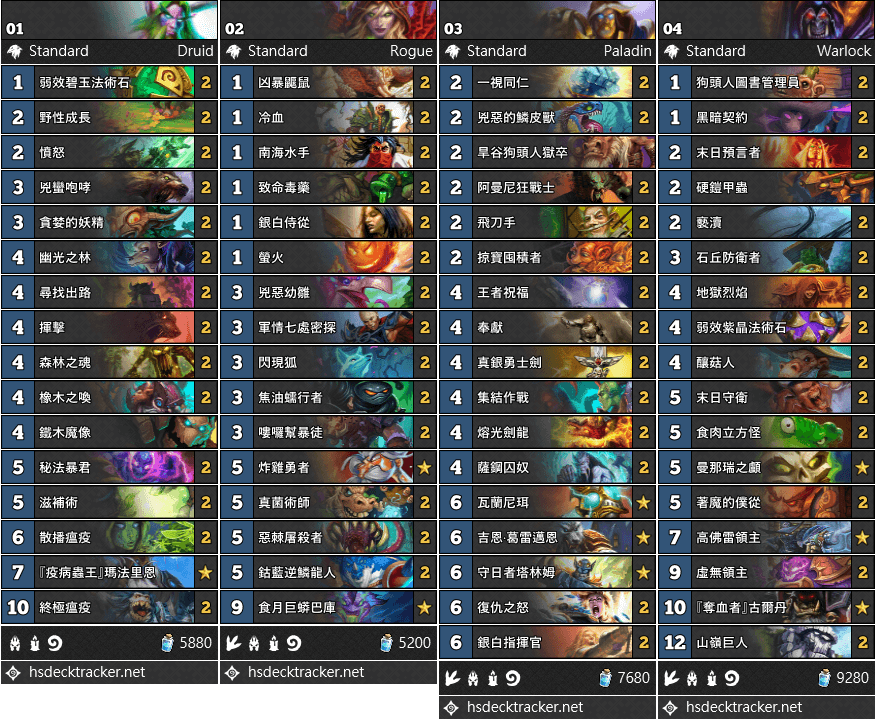 01
Standard Druid
1 弱效碧玉法術石 2
2 野性成長 2
2 憤怒 2
3 兇蠻咆哮 2
3 貪婪的妖精 2
4 幽光之林 2
4 尋找出路 2
4 揮擊 2
4 森林之魂 2
4 橡木之喚 2
4 鐵木魔像
5 秘法暴君 2
5 滋補術 2
6 散播瘟疫 2
7 『疫病蟲王』瑪法里恩 ★
10 終極瘟疫 2
5880
hsdecktracker.net
02
Standard Rogue
1 凶暴鼴鼠 2
1 冷血 2
1 南海水手 2
1 致命毒藥 2
1 銀白侍從 2
1 螢火 2
3 兇惡幼雛 2
3 軍情七處密探 2
3 閃現狐 2
3 焦油蠕行者 2
3 嘍囉幫暴徒 2
5 炸雞勇者 ★
5 真菌術師 2
5 惡棘屠殺者 2
5 鈷藍逆鱗龍人 2
9 食月巨蟒巴庫 ★
5200
hsdecktracker.net
03
Standard Paladin
2 一視同仁 2
2 兇惡的鱗皮獸 2
2 旱谷狗頭人獄卒
2 阿曼尼狂戰士 2
2 飛刀手 2
2 掠寶囤積者 2
4 王者祝福 2
4 奉獻 2
4 真銀勇士劍 2
4 集結作戰 2
4 熔光劍龍 2
4 薩鋼囚奴 2
6 瓦蘭尼珥 ★
6 吉恩·葛雷邁恩 ★
6 守日者塔林姆 ★
6 復仇之怒 2
6 銀白指揮官 2
7680
hsdecktracker.net
04
Standard Warlock
1 狗頭人圖書管理員 2
1 黑暗契約 2
2 末日預言者 2
2 硬鎧甲蟲
2 褻瀆 2
3 石丘防衛者 2
4 地獄烈焰 2
4 弱效紫晶法術石 2
4 釀菇人 2
5 末日守衛 2
5 食肉立方怪 2
5 曼那瑞之顱 ★
5 著魔的僕從 2
7 高佛雷領主 ★
9 虛無領主 2
10 『奪血者』古爾丹 ★
12 山嶺巨人 2
9280
hsdecktracker.net